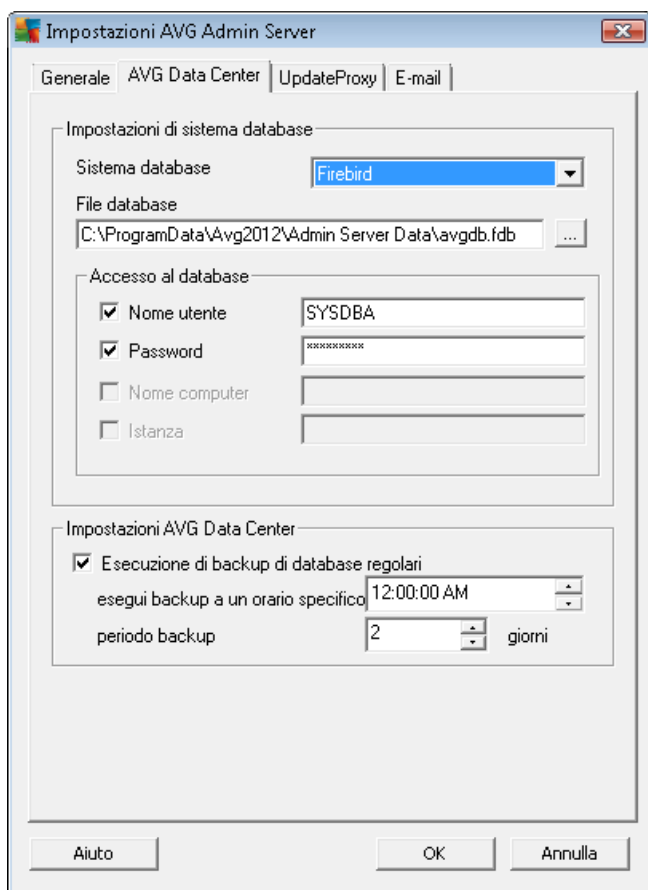 Impostazioni AVG Admin Server
Generale AVG Data Center UpdateProxy E-mail
Impostazioni di sistema database
Sistema database Firebird
File database
C:\ProgramData\Avg2012\Admin Server Data\avgdb.fdb ...
Accesso al database
Nome utente SYSDBA
Password *********
Nome computer
Istanza
Impostazioni AVG Data Center
Esecuzione di backup di database regolari
esegui backup a un orario specifico 12:00:00 AM
periodo backup 2 giorni
Aiuto OK Annulla